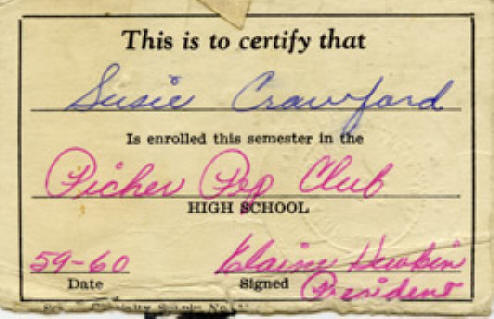 This is to certify that
Susie Crawford
Is enrolled this semester in the
Picher Pep Club
HIGH SCHOOL
59-60 Elaine
Date Signed President